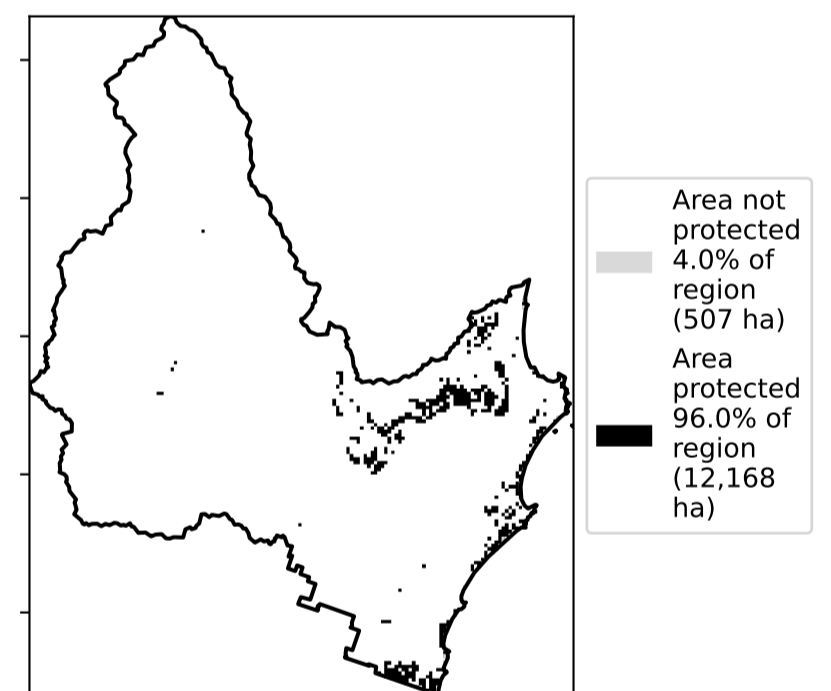 Area not
protected
4.0% of
region
(507 ha)
Area
protected
96.0% of
region
(12,168
ha)